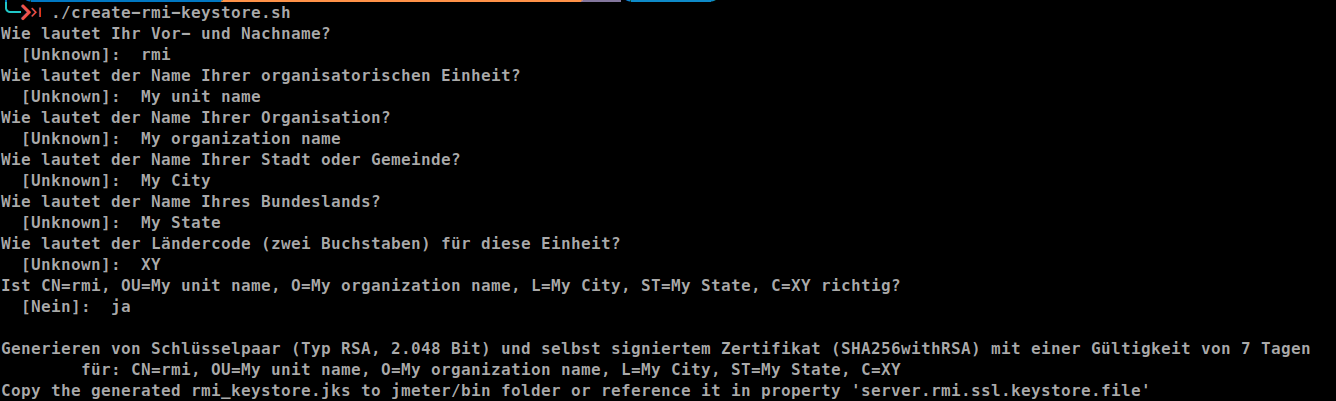 ./create-rmi-keystore.sh
Wie lautet Ihr Vor- und Nachname?
[Unknown]: rmi
Wie lautet der Name Ihrer organisatorischen Einheit?
[Unknown]: My unit name
Wie lautet der Name Ihrer Organisation?
[Unknown]: My organization name
Wie lautet der Name Ihrer Stadt oder Gemeinde?
[Unknown]: My City
Wie lautet der Name Ihres Bundeslands?
[Unknown]: My State
Wie lautet der Ländercode (zwei Buchstaben) für diese Einheit?
[Unknown]: XY
Ist CN=rmi, OU=My unit name, O=My organization name, L=My City, ST=My State, C=XY richtig?
[Nein]: ja
Generieren von Schlüsselpaar (Typ RSA, 2.048 Bit) und selbst signiertem Zertifikat (SHA256withRSA) mit einer Gültigkeit von 7 Tagen
für: CN=rmi, OU=My unit name, O=My organization name, L=My City, ST=My State, C=XY
Copy the generated rmi_keystore.jks to jmeter/bin folder or reference it in property 'server.rmi.ssl.keystore.file'